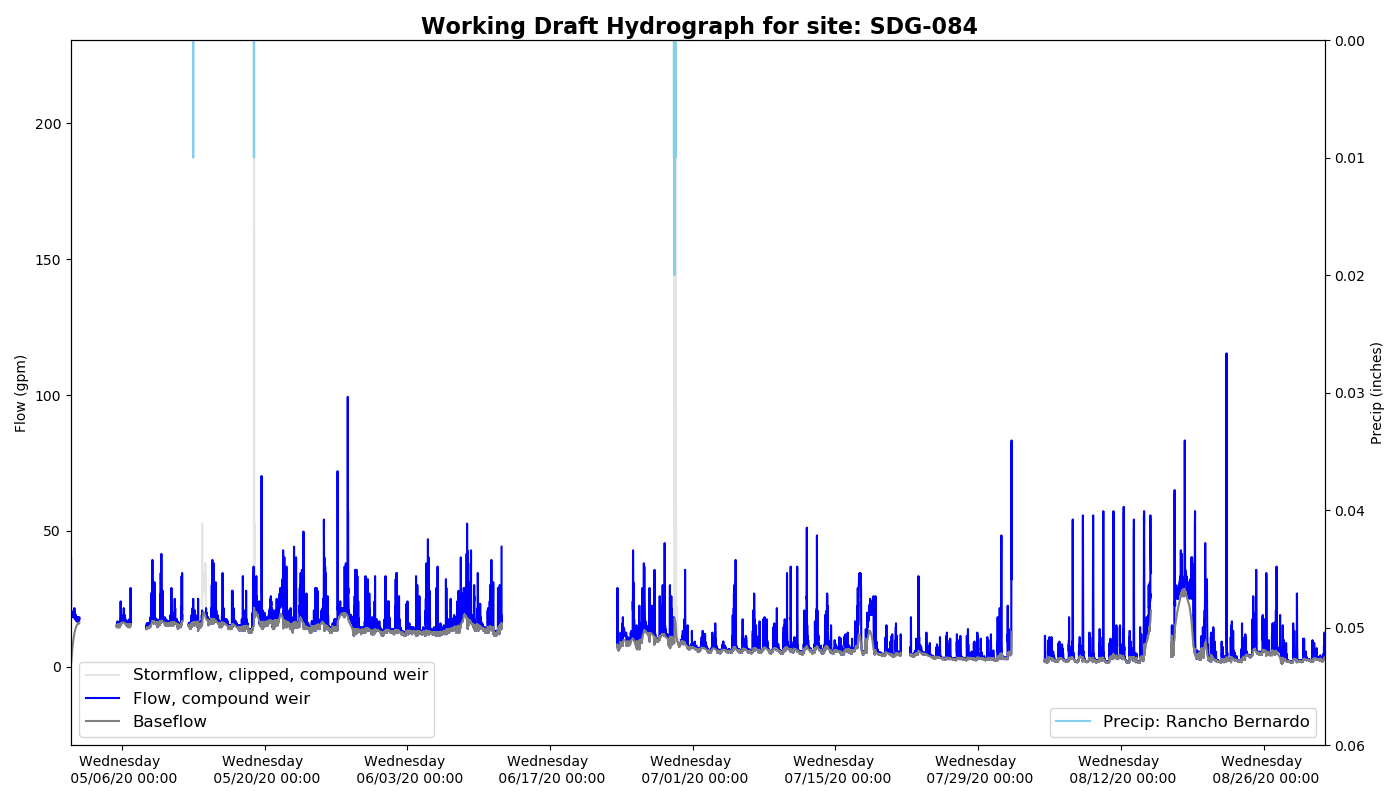 Working Draft Hydrograph for site: SDG-084
200
150
100
50
0
Flow (gpm)
0.00
0.01
0.02
0.03
0.04
0.05
0.06
Precip (inches)
Stormflow, clipped, compound weir
Flow, compound weir
Baseflow
Precip: Rancho Bernardo
Wednesday
05/06/20 00:00
Wednesday
05/20/20 00:00
Wednesday
06/03/20 00:00
Wednesday
06/17/20 00:00
Wednesday
07/01/20 00:00
Wednesday
07/15/20 00:00
Wednesday
07/29/20 00:00
Wednesday
08/12/20 00:00
Wednesday
08/26/20 00:00